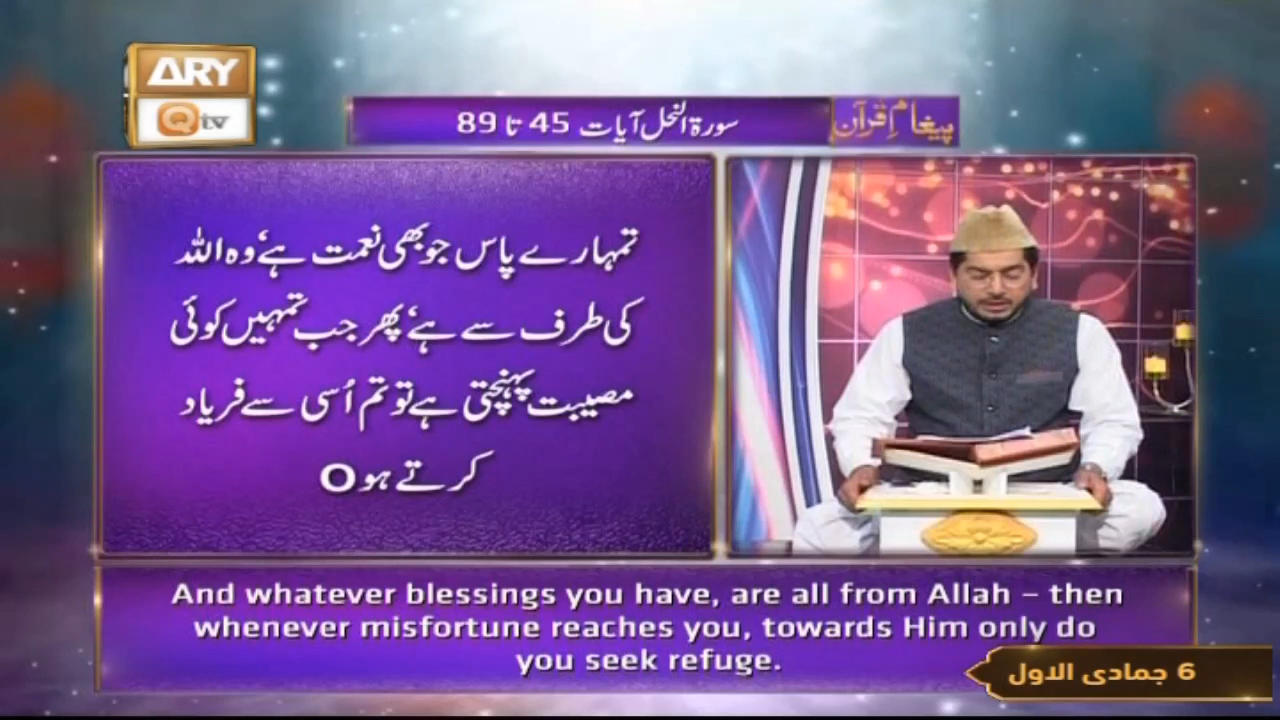 ARY
Qtv
پیغامِ قرآن
سورۃ النحل آیات 45 تا 89
تمہارے پاس جو بھی نعمت ہے‘ وہ اللہ
کی طرف سے ہے‘ پھر جب تمہیں کوئی
مصیبت پہنچتی ہے تو تم اُسی سے فریاد
کرتے ہو O
And whatever blessings you have, are all from Allah – then
whenever misfortune reaches you, towards Him only do
you seek refuge.
6 جمادی الاول